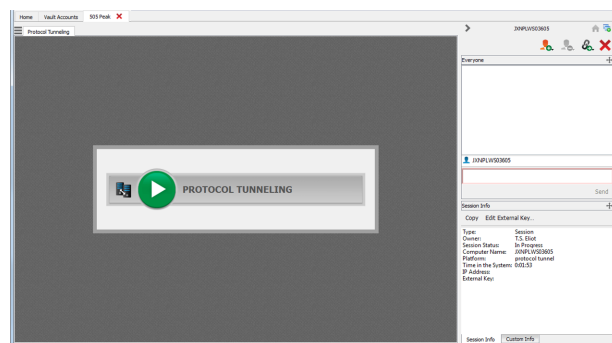 Home Vault Accounts 505 Peak
Protocol Tunneling
JXNPLWS03605
Everyone
PROTOCOL TUNNELING
JXNPLWS03605
Send
Session Info
Copy Edit External Key...
Type: Session
Owner: T.S. Eliot
Session Status: In Progress
Computer Name: JXNPLWS03605
Platform: protocol tunnel
Time in the System: 0:01:53
IP Address:
External Key:
Session Info Custom Info